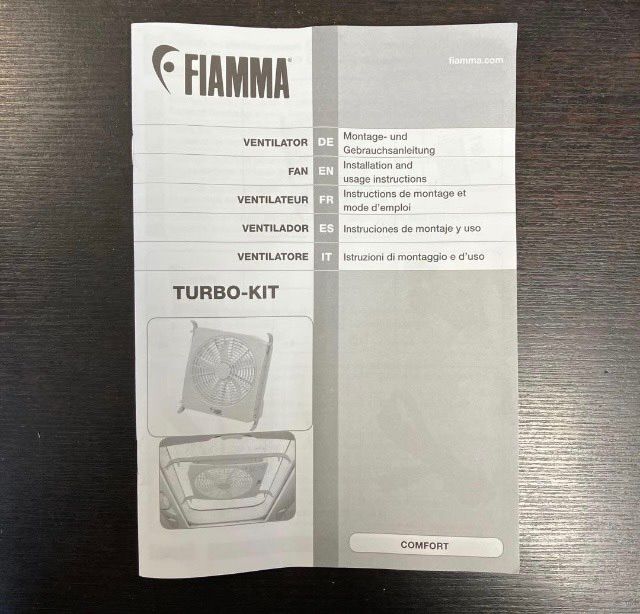 FIAMMA®
fiamma.com
VENTILATOR DE Montage- und
Gebrauchsanleitung
FAN EN Installation and
usage instructions
VENTILATEUR FR Instructions de montage et
mode d'emploi
VENTILADOR ES Instruciones de montaje y uso
VENTILATORE IT Istruzioni di montaggio e d'uso
TURBO-KIT
COMFORT